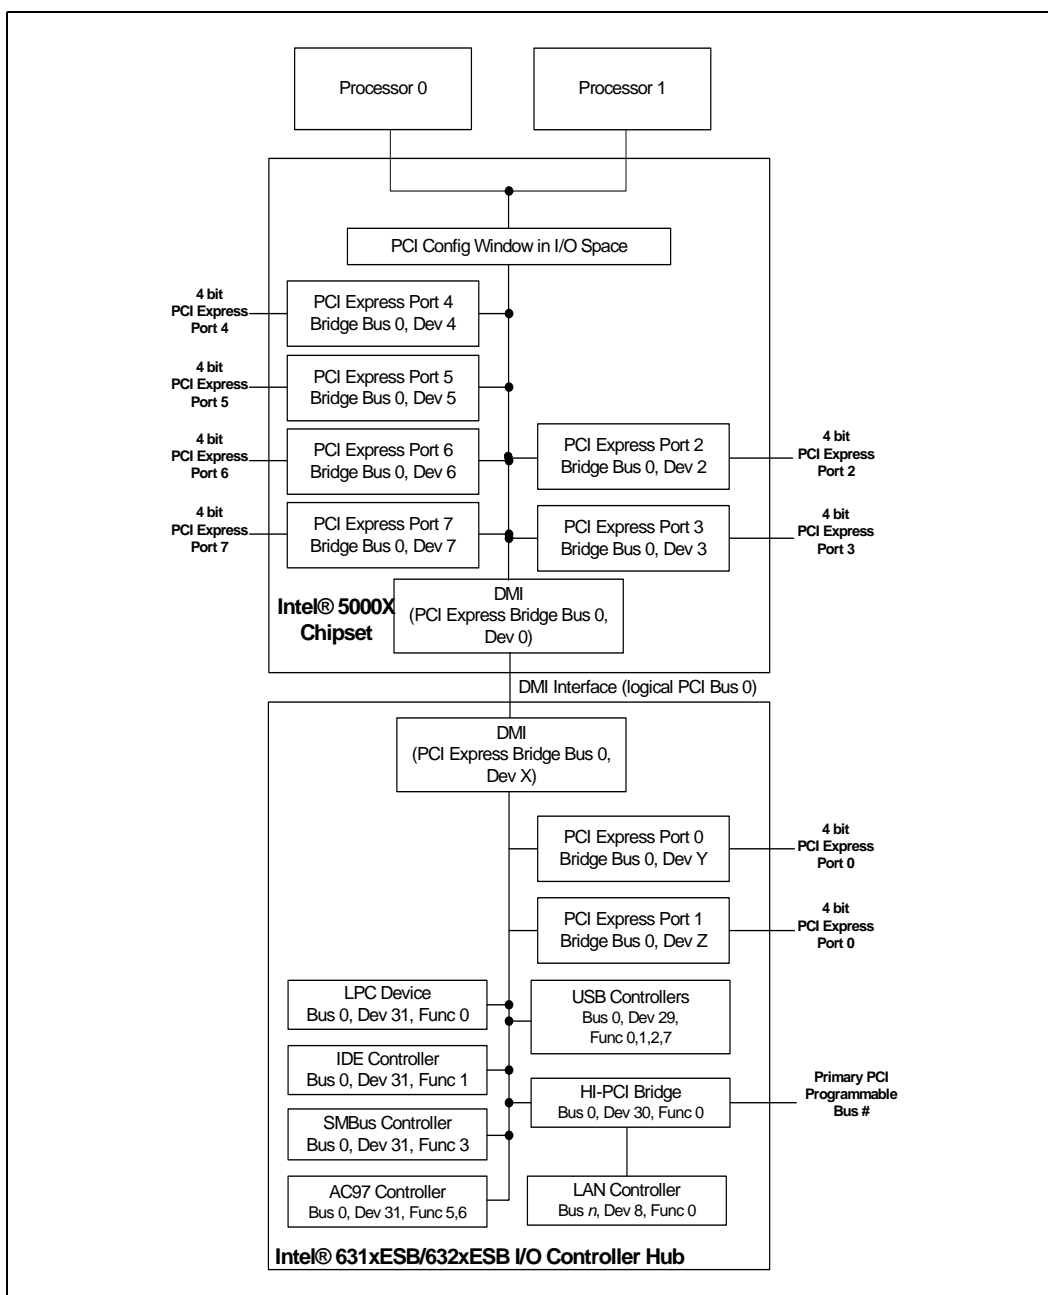 Processor 0
Processor 1
PCI Config Window in I/O Space
4 bit
PCI Express
Port 4
PCI Express Port 4
Bridge Bus 0, Dev 4
4 bit
PCI Express
Port 5
PCI Express Port 5
Bridge Bus 0, Dev 5
4 bit
PCI Express
Port 6
PCI Express Port 6
Bridge Bus 0, Dev 6
PCI Express Port 2
Bridge Bus 0, Dev 2
4 bit
PCI Express
Port 2
4 bit
PCI Express
Port 7
PCI Express Port 7
Bridge Bus 0, Dev 7
PCI Express Port 3
Bridge Bus 0, Dev 3
4 bit
PCI Express
Port 3
Intel® 5000X
Chipset
DMI
(PCI Express Bridge Bus 0,
Dev 0)
DMI Interface (logical PCI Bus 0)
DMI
(PCI Express Bridge Bus 0,
Dev X)
PCI Express Port 0
Bridge Bus 0, Dev Y
4 bit
PCI Express
Port 0
PCI Express Port 1
Bridge Bus 0, Dev Z
4 bit
PCI Express
Port 0
LPC Device
Bus 0, Dev 31, Func 0
USB Controllers
Bus 0, Dev 29,
Func 0,1,2,7
IDE Controller
Bus 0, Dev 31, Func 1
HI-PCI Bridge
Bus 0, Dev 30, Func 0
Primary PCI
Programmable
Bus #
SMBus Controller
Bus 0, Dev 31, Func 3
AC97 Controller
Bus 0, Dev 31, Func 5,6
LAN Controller
Bus n, Dev 8, Func 0
Intel® 631xESB/632xESB I/O Controller Hub